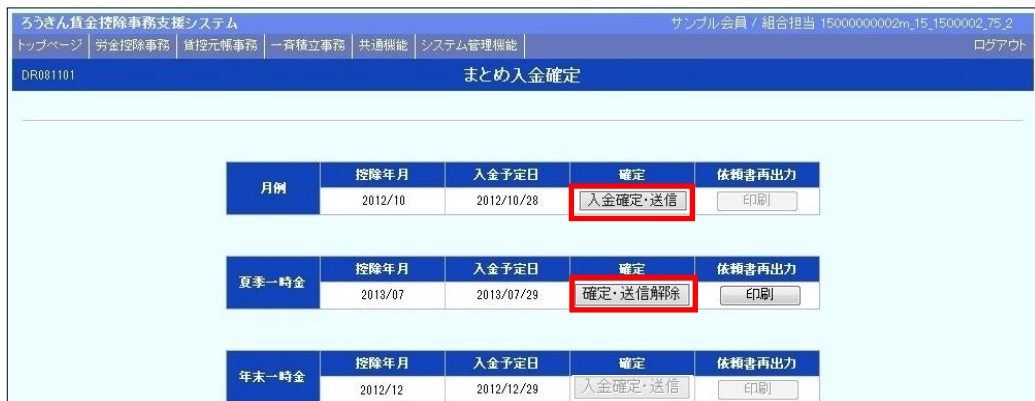 ろうきん賃金控除事務支援システム サンプル会員 / 組合担当 15000000002m_15_1500002_75_2
トップページ 労金控除事務 賃控元帳事務 一斉積立事務 共通機能 システム管理機能 ログアウト
DR081101 まとめ入金確定
月例 控除年月 入金予定日 確定 依頼書再出力
2012/10 2012/10/28 入金確定・送信 印刷
夏季一時金 控除年月 入金予定日 確定 依頼書再出力
2013/07 2013/07/29 確定・送信解除 印刷
年末一時金 控除年月 入金予定日 確定 依頼書再出力
2012/12 2012/12/29 入金確定・送信 印刷